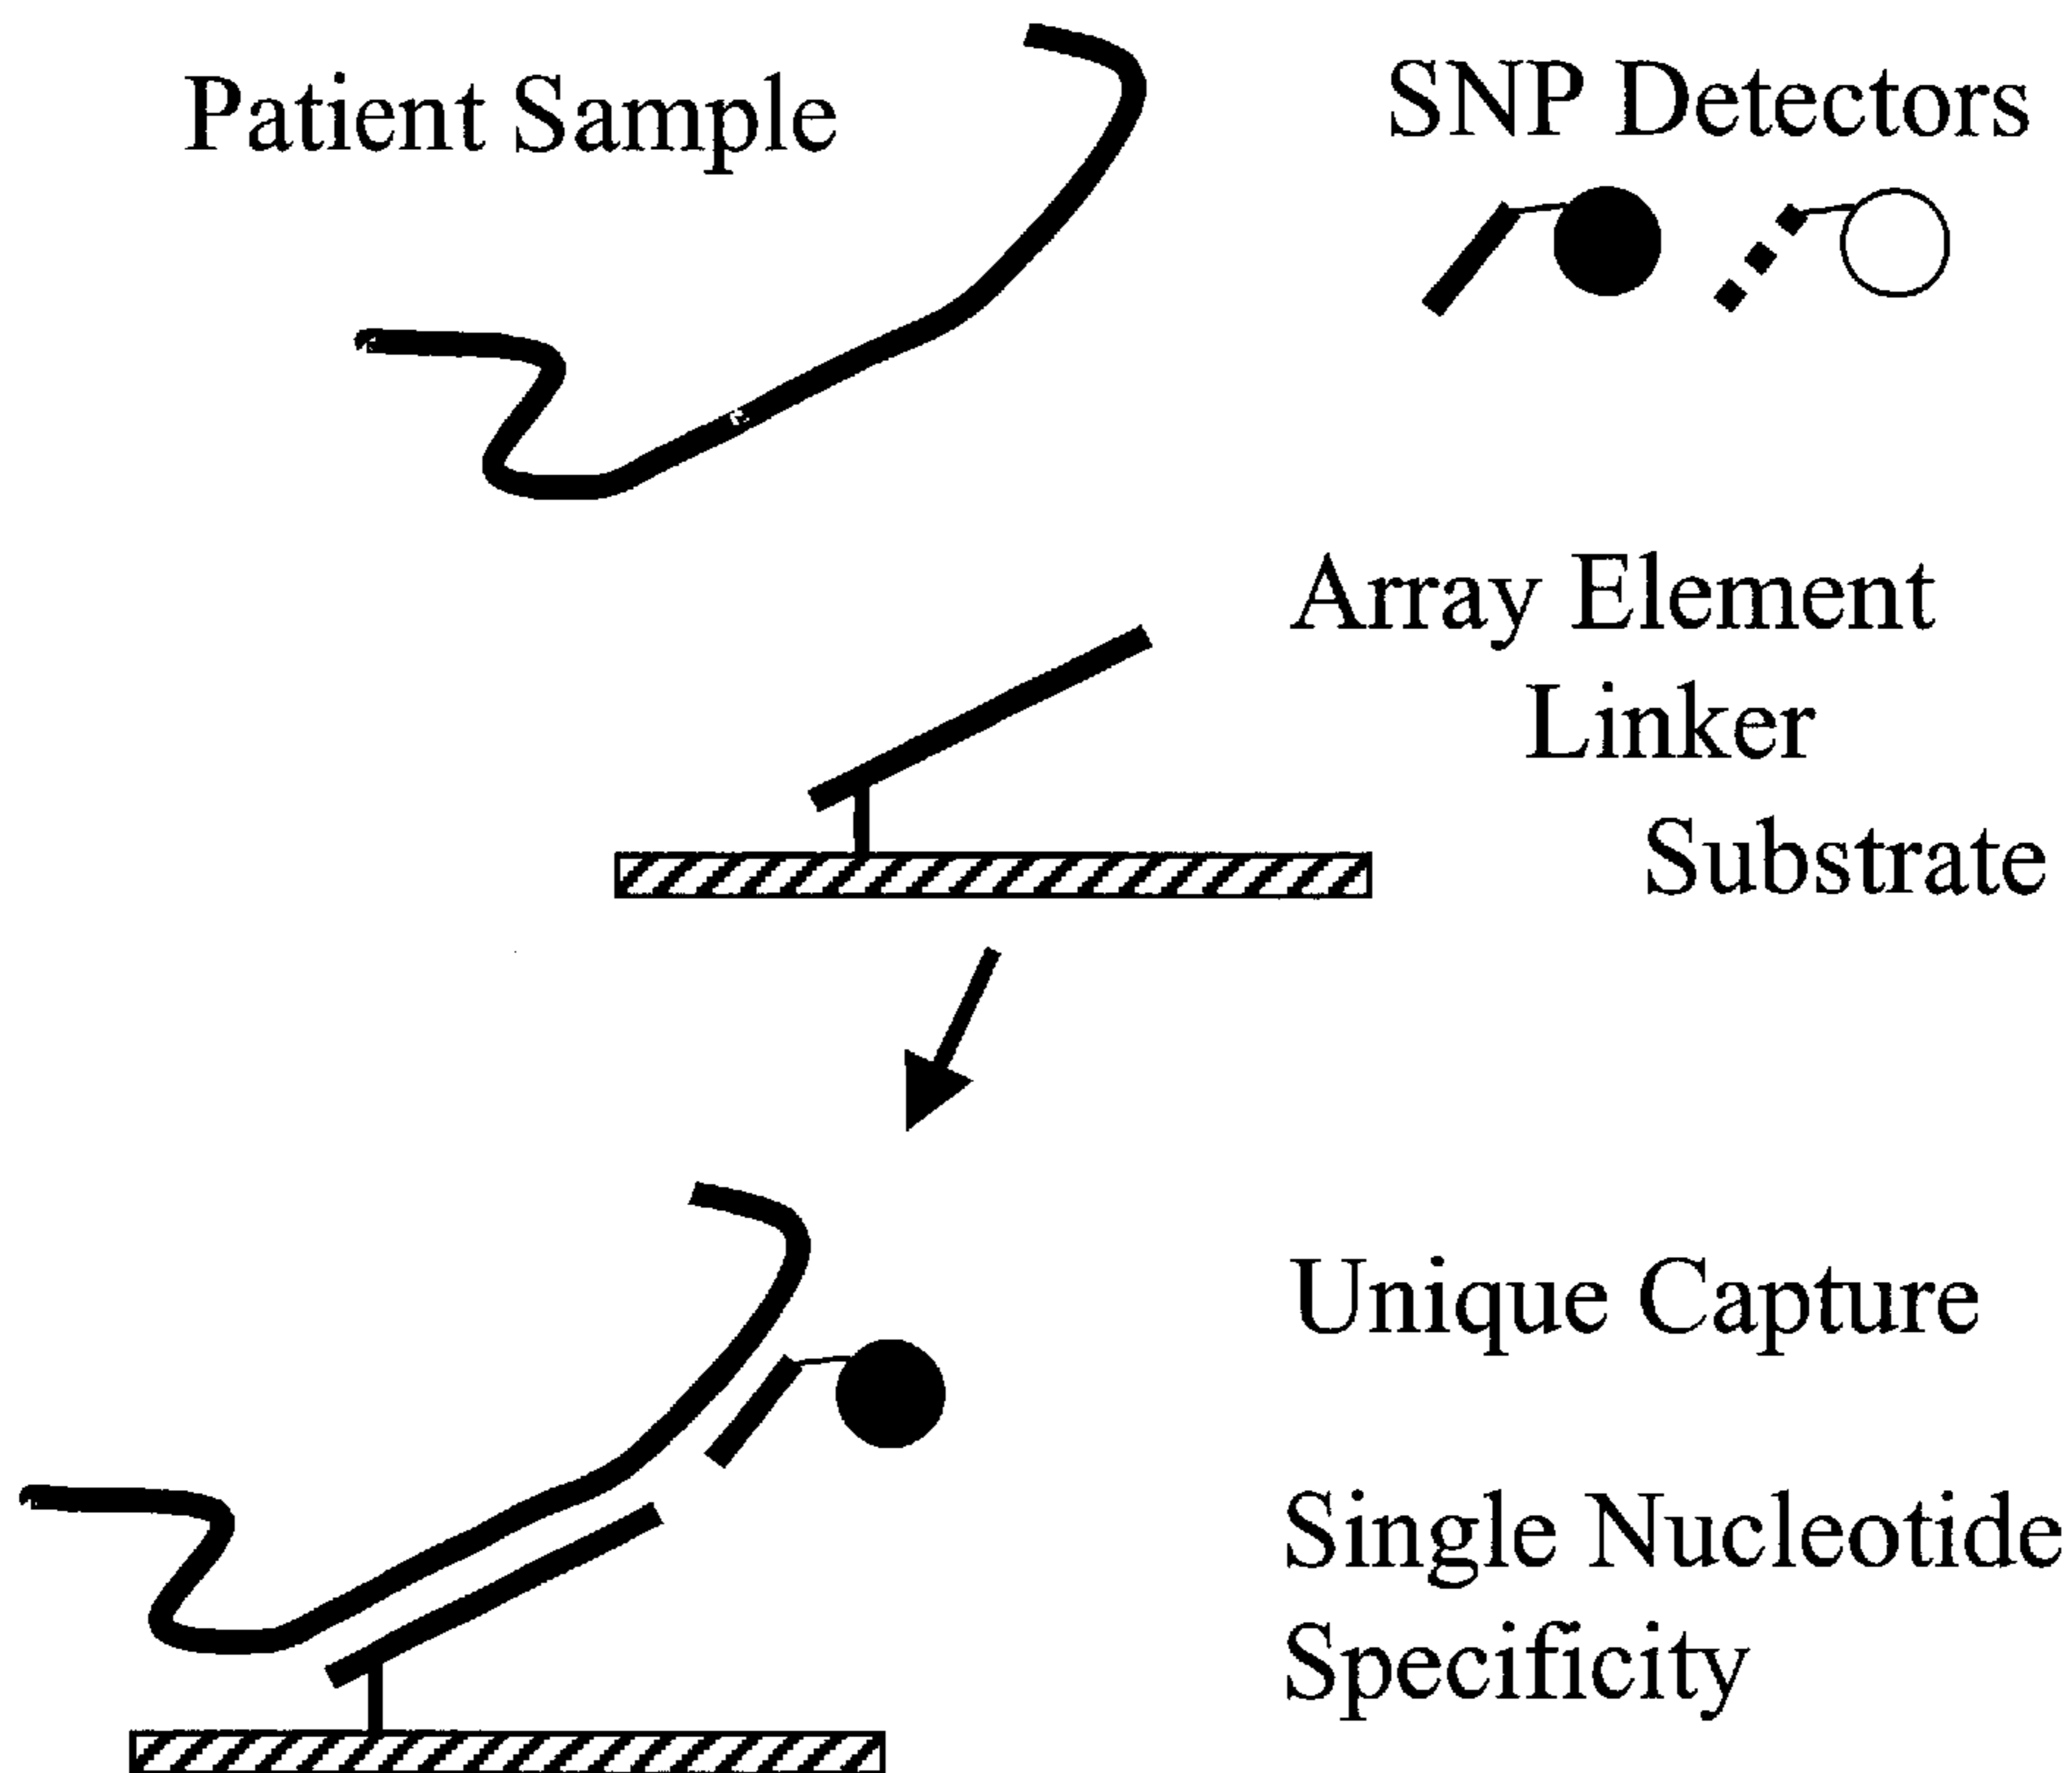 Patient Sample
SNP Detectors
Array Element
Linker
Substrate
Unique Capture
Single Nucleotide
Specificity